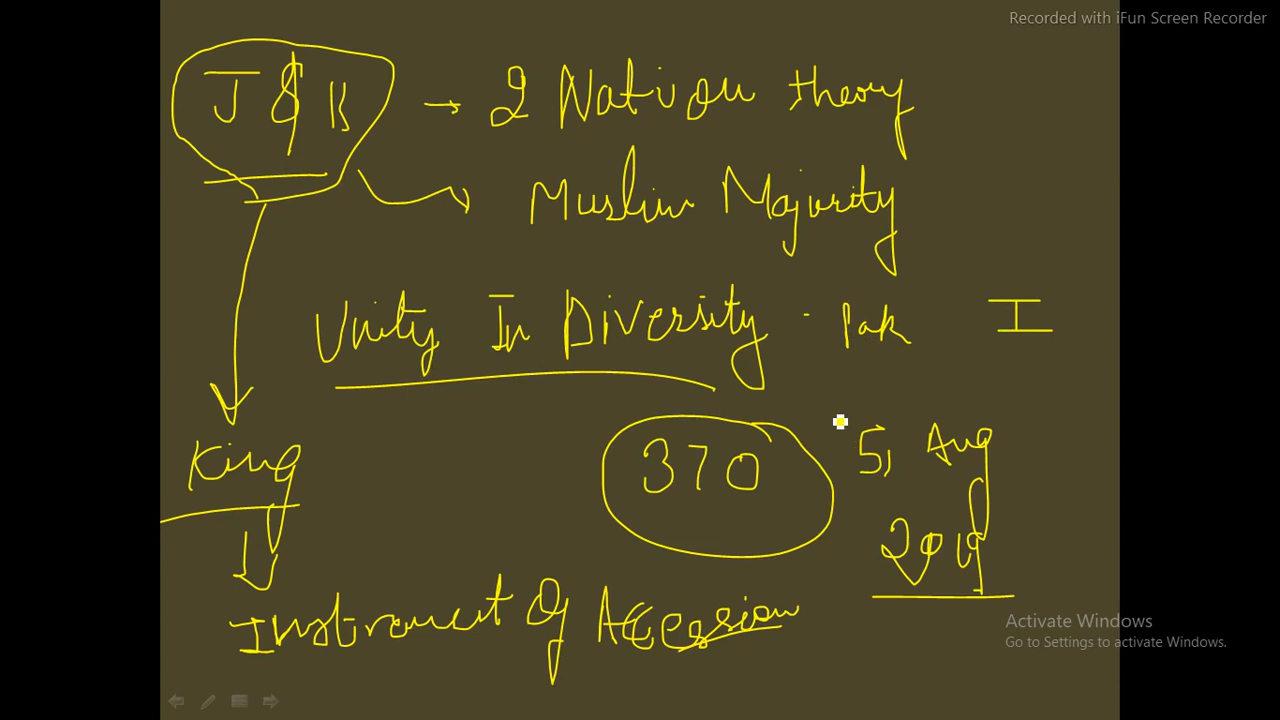 Recorded with iFun Screen Recorder
J & K → 2 Nation theory
Muslim Majority
Unity In Diversity - Pak I
King
370 5, Aug
2019
Instrument Of Accession
Activate Windows
Go to Settings to activate Windows.